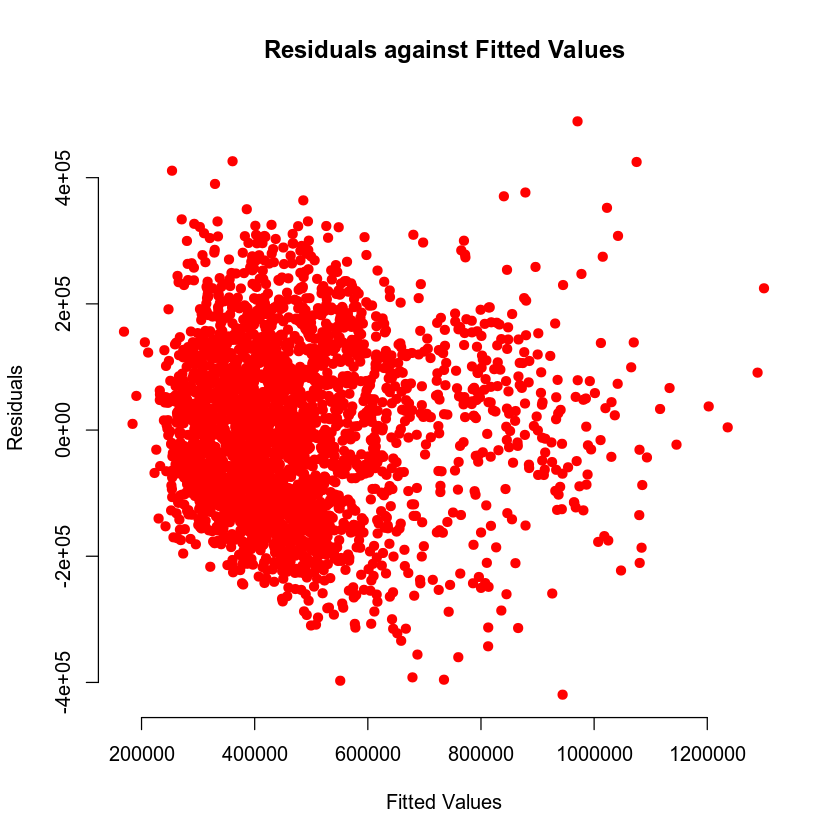 Residuals against Fitted Values
Residuals
4e+05
2e+05
0e+00
-2e+05
-4e+05
200000 400000 600000 800000 1000000 1200000
Fitted Values